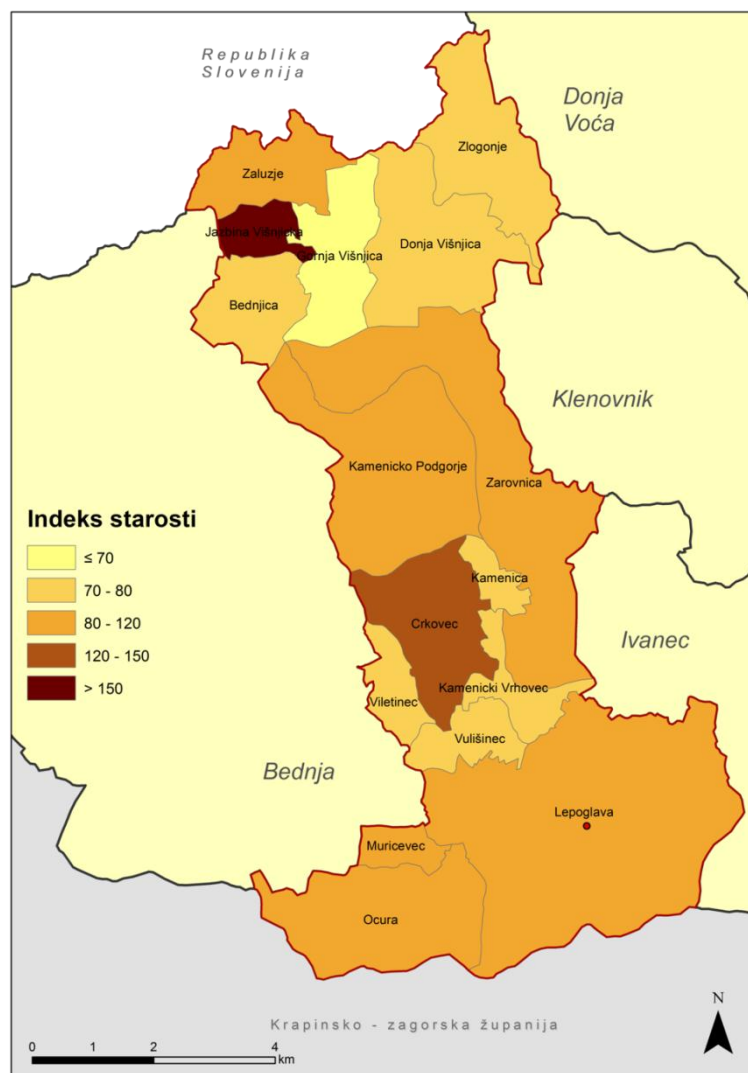 Republika
Slovenija
Donja
Voća
Zlogonje
Zaluzje
Jazbina Višnjička
Gornja Višnjica
Donja Višnjica
Bednjica
Klenovnik
Kamenicko Podgorje
Zarovnica
Indeks starosti
≤ 70
70 - 80
80 - 120
120 - 150
> 150
Kamenica
Crkovec
Ivanec
Kamenicki Vrhovec
Viletinec
Vulišinec
Bednja
Lepoglava
Muricevec
Ocura
N
Krapinsko - zagorska županija
0 1 2 4
km